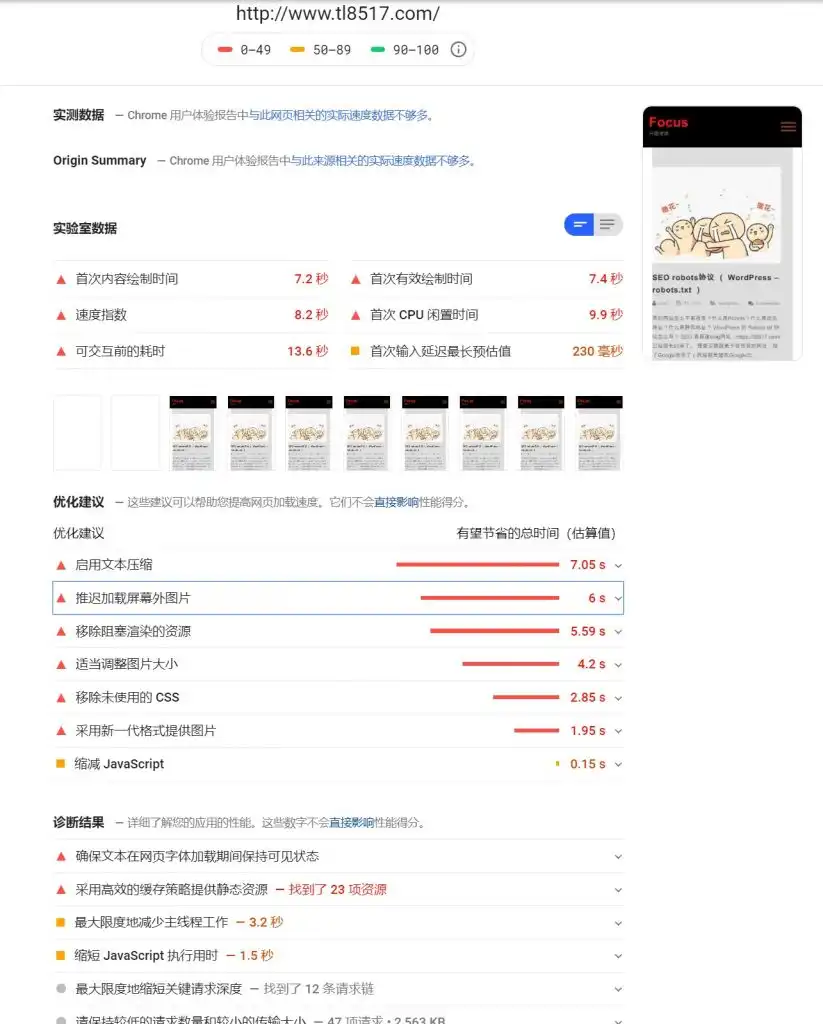 http://www.tl8517.com/
0–49 50–89 90–100
实测数据 — Chrome 用户体验报告中与此网页相关的实际速度数据不够多。
Origin Summary — Chrome 用户体验报告中与此来源相关的实际速度数据不够多。
Focus
SEO robots协议（ WordPress –
robots.txt ）
实验室数据
首次内容绘制时间 7.2 秒
首次有效绘制时间 7.4 秒
速度指数 8.2 秒
首次 CPU 闲置时间 9.9 秒
可交互前的耗时 13.6 秒
首次输入延迟最长预估值 230 毫秒
优化建议 — 这些建议可以帮助您提高网页加载速度。它们不会直接影响性能得分。
优化建议 有望节省的总时间（估算值）
启用文本压缩 7.05 s
推迟加载屏幕外图片 6 s
移除阻塞渲染的资源 5.59 s
适当调整图片大小 4.2 s
移除未使用的 CSS 2.85 s
采用新一代格式提供图片 1.95 s
缩减 JavaScript 0.15 s
诊断结果 — 详细了解您的应用的性能。这些数字不会直接影响性能得分。
确保文本在网页字体加载期间保持可见状态
采用高效的缓存策略提供静态资源 — 找到了 23 项资源
最大限度地减少主线程工作 — 3.2 秒
缩短 JavaScript 执行用时 — 1.5 秒
最大限度地缩短关键请求深度 — 找到了 12 条请求链
请保持较低的请求数量和较小的传输大小 — 47 项请求 • 2,563 KB